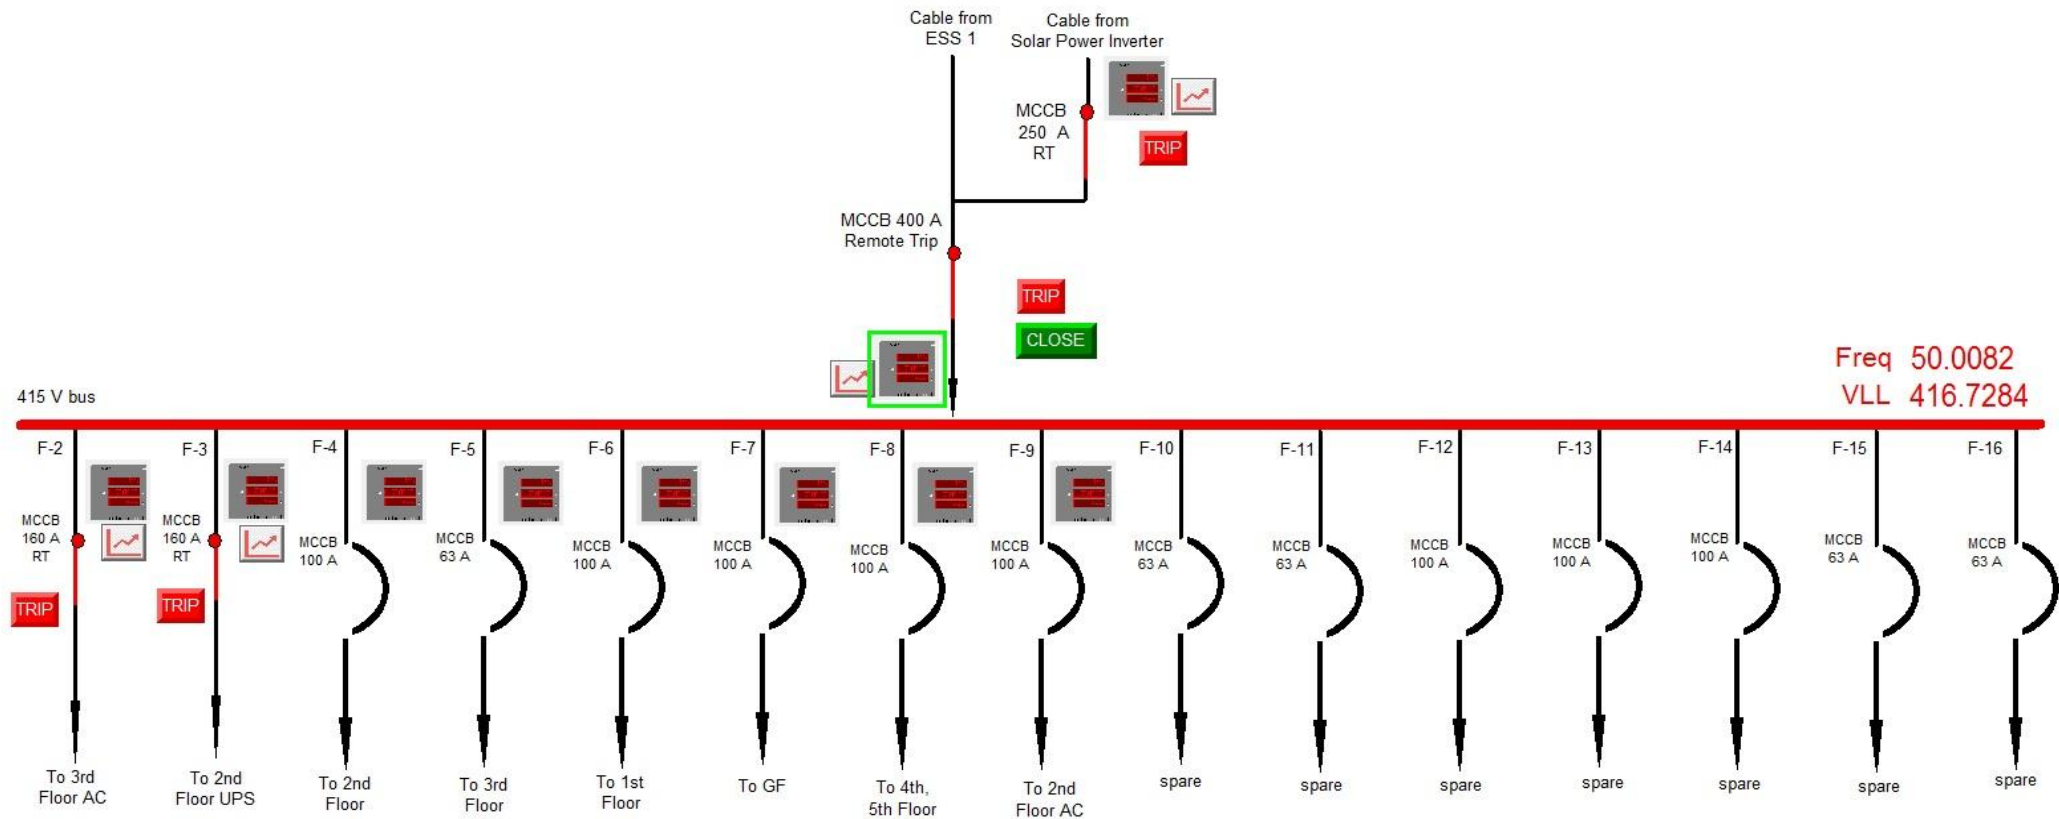 Cable from
ESS 1
Cable from
Solar Power Inverter
MCCB
250 A
RT
TRIP
MCCB 400 A
Remote Trip
TRIP
CLOSE
Freq 50.0082
VLL 416.7284
415 V bus
F-2
F-3
F-4
F-5
F-6
F-7
F-8
F-9
F-10
F-11
F-12
F-13
F-14
F-15
F-16
MCCB
160 A
RT
MCCB
160 A
RT
MCCB
100 A
MCCB
63 A
MCCB
100 A
MCCB
100 A
MCCB
100 A
MCCB
100 A
MCCB
63 A
MCCB
63 A
MCCB
100 A
MCCB
100 A
MCCB
100 A
MCCB
63 A
MCCB
63 A
TRIP
TRIP
To 3rd
Floor AC
To 2nd
Floor UPS
To 2nd
Floor
To 3rd
Floor
To 1st
Floor
To GF
To 4th,
5th Floor
To 2nd
Floor AC
spare
spare
spare
spare
spare
spare
spare